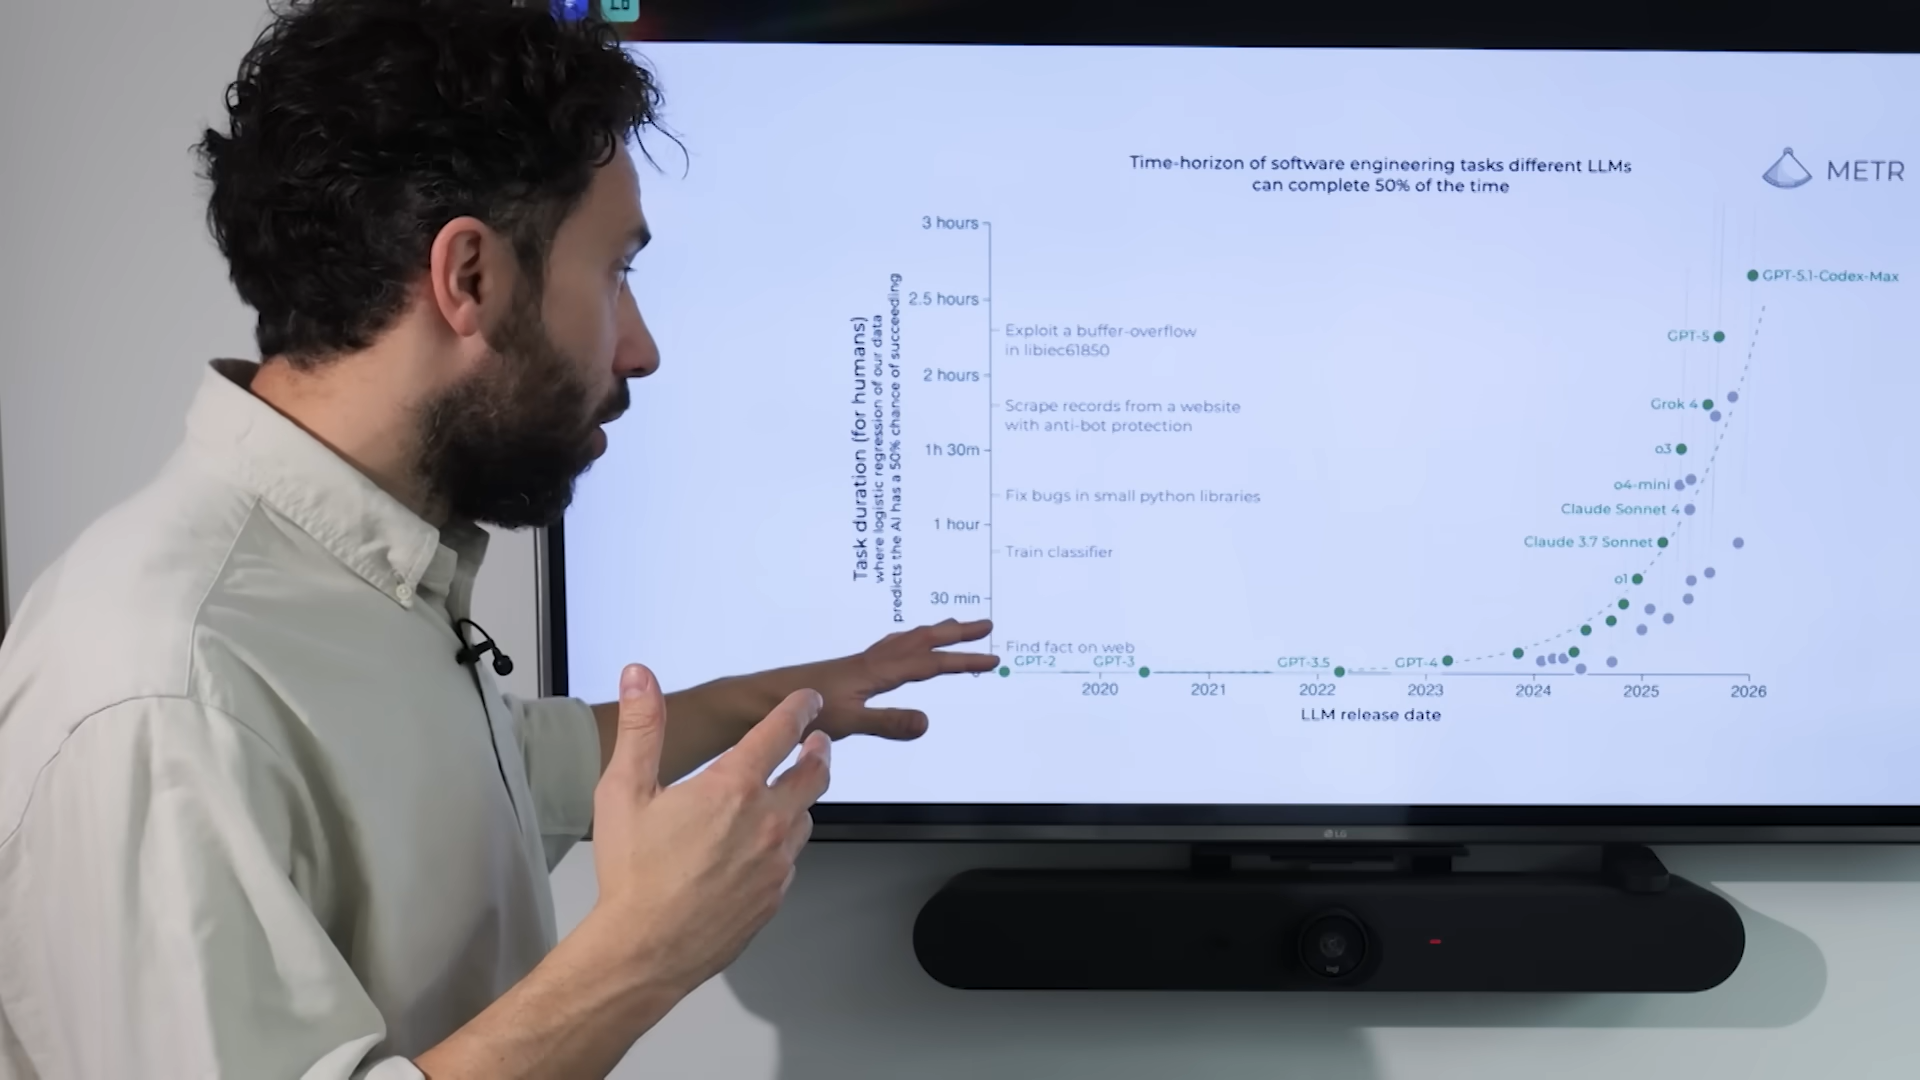 Time-horizon of software engineering tasks different LLMs
can complete 50% of the time
METR
Task duration (for humans)
where logistic regression of our data
predicts the AI has a 50% chance of succeeding
3 hours
2.5 hours
2 hours
1h 30m
1 hour
30 min
Exploit a buffer-overflow
in libiec61850
Scrape records from a website
with anti-bot protection
Fix bugs in small python libraries
Train classifier
Find fact on web
GPT-5.1-Codex-Max
GPT-5
Grok 4
o3
o4-mini
Claude Sonnet 4
Claude 3.7 Sonnet
o1
GPT-2
GPT-3
GPT-3.5
GPT-4
2020
2021
2022
2023
2024
2025
2026
LLM release date
LG
logi